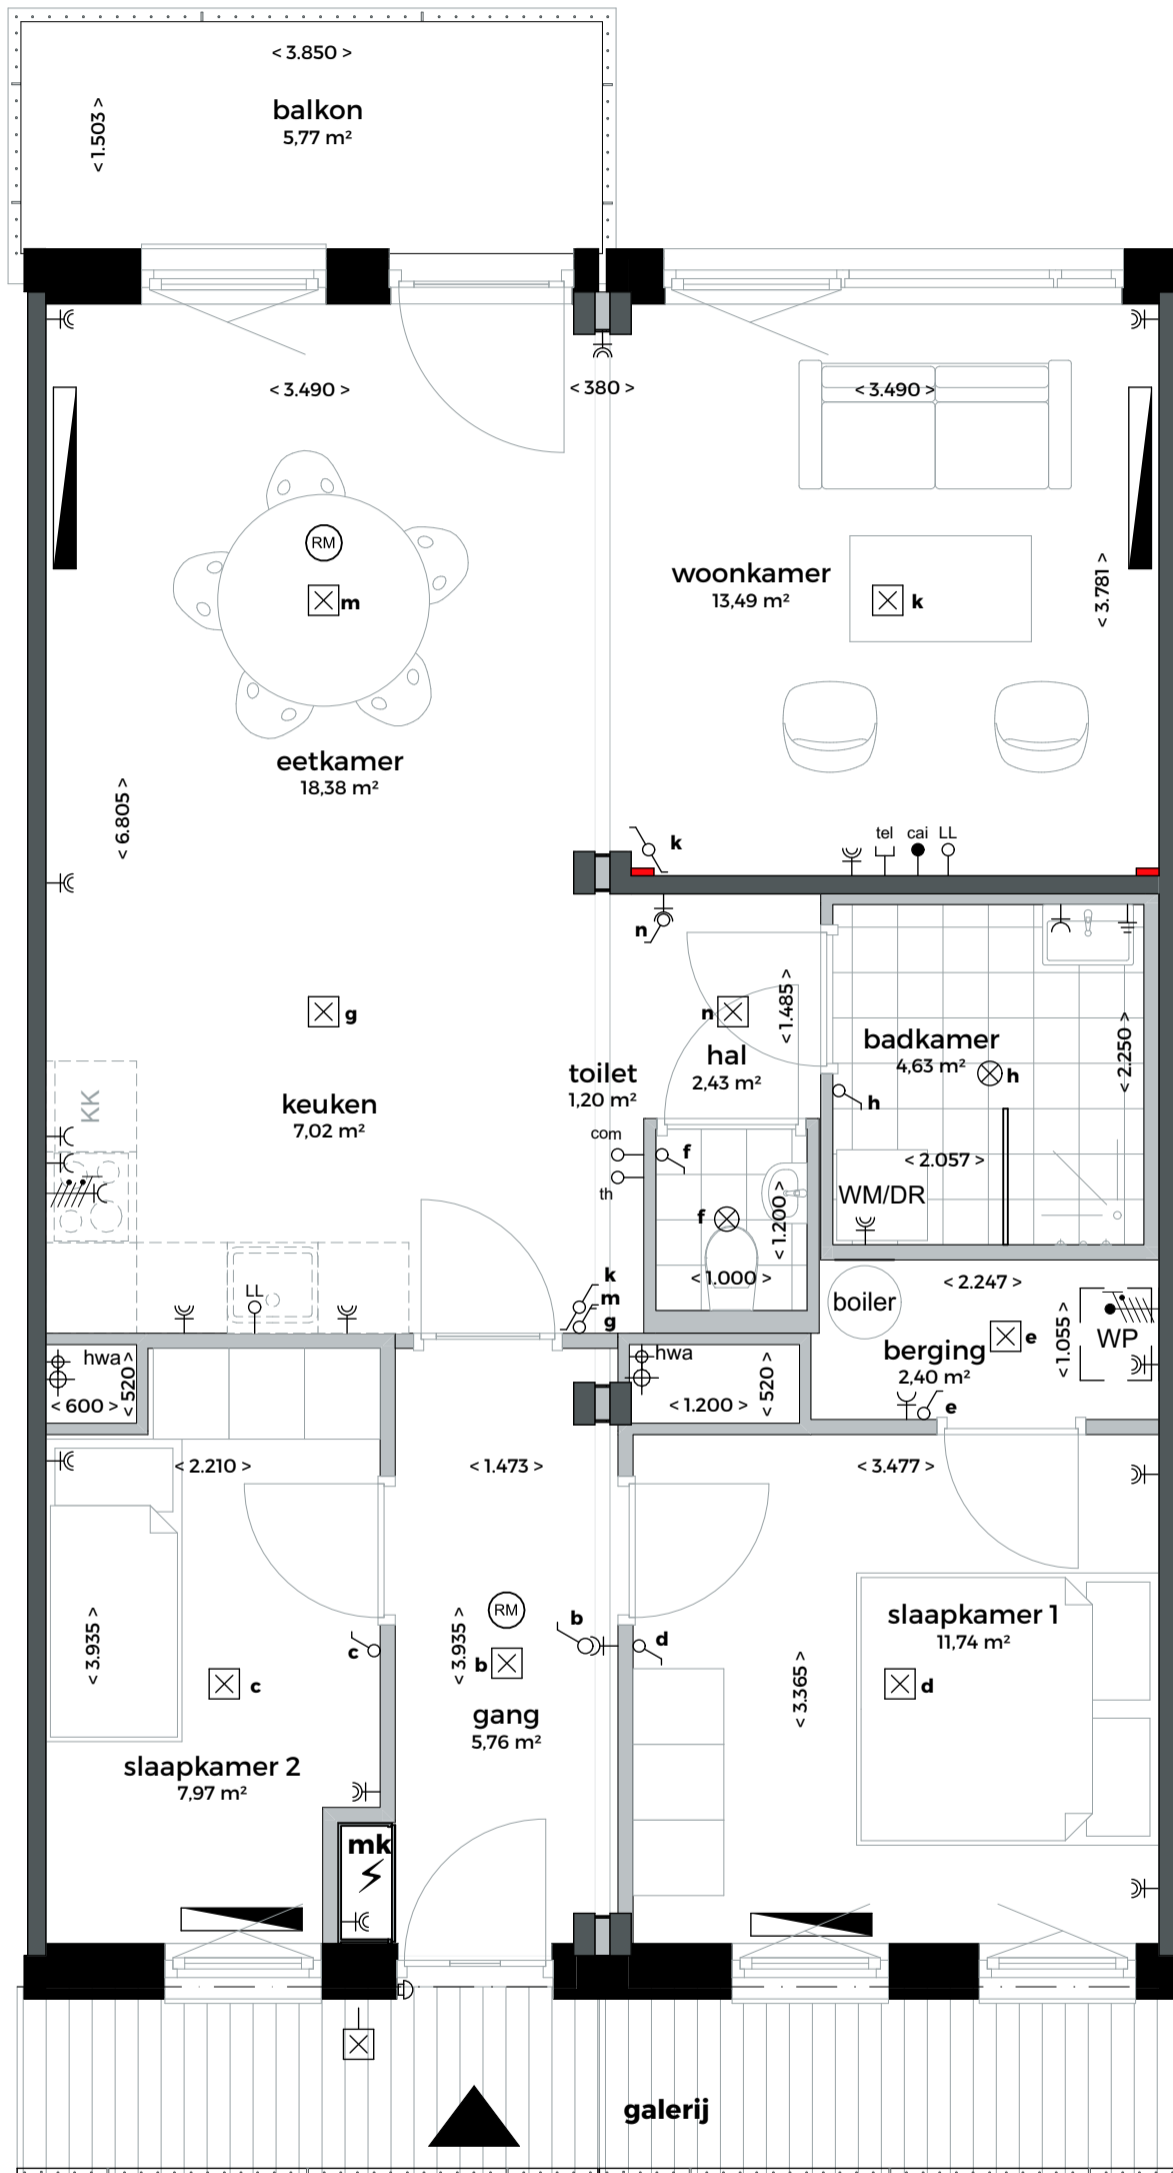 < 3.850 >
balkon
5,77 m²
< 1.503 >
< 3.490 >
< 380 >
< 3.490 >
RM
m
woonkamer
13,49 m²
k
< 3.781 >
eetkamer
18,38 m²
< 6.805 >
k
tel
cai
LL
n
g
n
< 1.485 >
hal
2,43 m²
badkamer
4,63 m²
h
h
< 2.250 >
toilet
1,20 m²
KK
keuken
7,02 m²
com
th
f
f
< 1.200 >
< 1.000 >
< 2.057 >
WM/DR
LL
k
m
g
boiler
< 2.247 >
berging
2,40 m²
e
e
< 1.055 >
WP
hwa
< 600 >
< 520 >
hwa
< 1.200 >
< 520 >
< 2.210 >
< 1.473 >
< 3.477 >
< 3.935 >
c
c
< 3.935 >
RM
b
b
gang
5,76 m²
d
slaapkamer 1
11,74 m²
d
< 3.365 >
slaapkamer 2
7,97 m²
mk
galerij